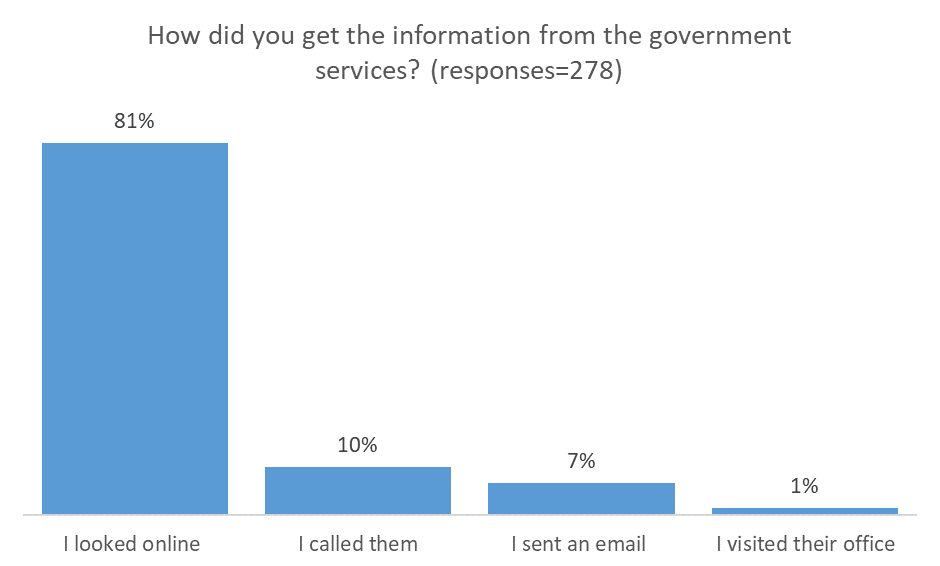 How did you get the information from the government
services? (responses=278)
81%
10%
7%
1%
I looked online
I called them
I sent an email
I visited their office